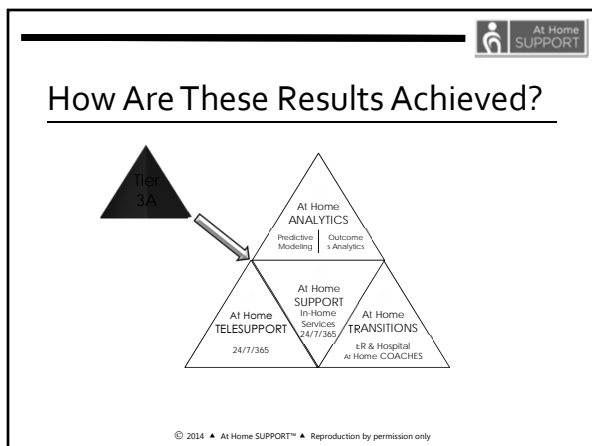 At Home
SUPPORT
How Are These Results Achieved?
Tier
3A
At Home
ANALYTICS
Predictive
Modeling
Outcome
s Analytics
At Home
TELESUPPORT
24/7/365
At Home
SUPPORT
In-Home
Services
24/7/365
At Home
TRANSITIONS
ER & Hospital
At Home COACHES
© 2014 ▲ At Home SUPPORT™ ▲ Reproduction by permission only